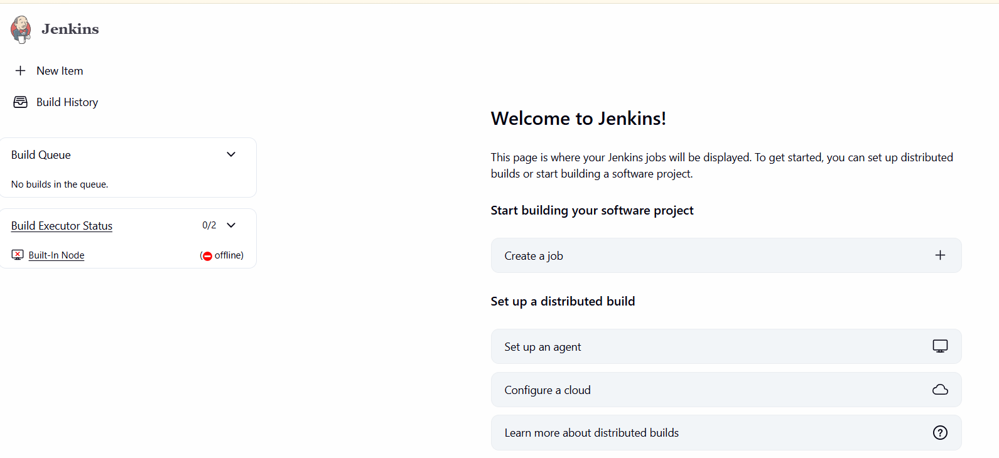 Jenkins
New Item
Build History
Build Queue
No builds in the queue.
Build Executor Status 0/2
Built-In Node (offline)
Welcome to Jenkins!
This page is where your Jenkins jobs will be displayed. To get started, you can set up distributed
builds or start building a software project.
Start building your software project
Create a job
Set up a distributed build
Set up an agent
Configure a cloud
Learn more about distributed builds